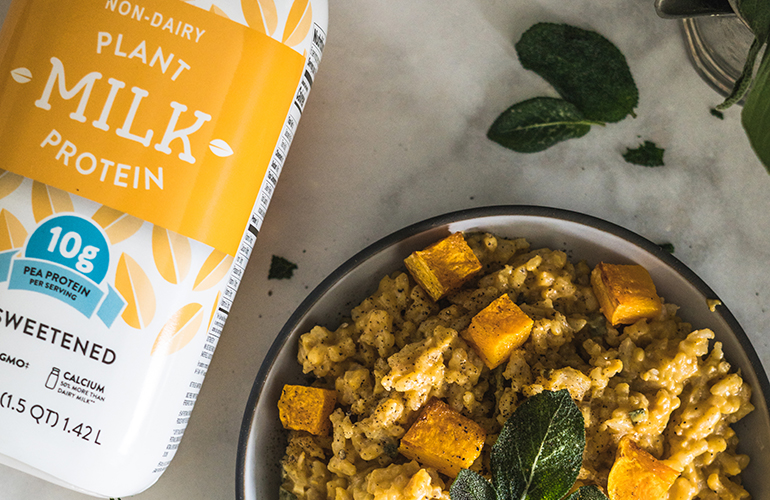 NON-DAIRY
PLANT
MILK
PROTEIN
10g
PEA PROTEIN
PER SERVING
SWEETENED
GMO‡
CALCIUM
50% MORE THAN
DAIRY MILK**
(1.5 QT) 1.42 L